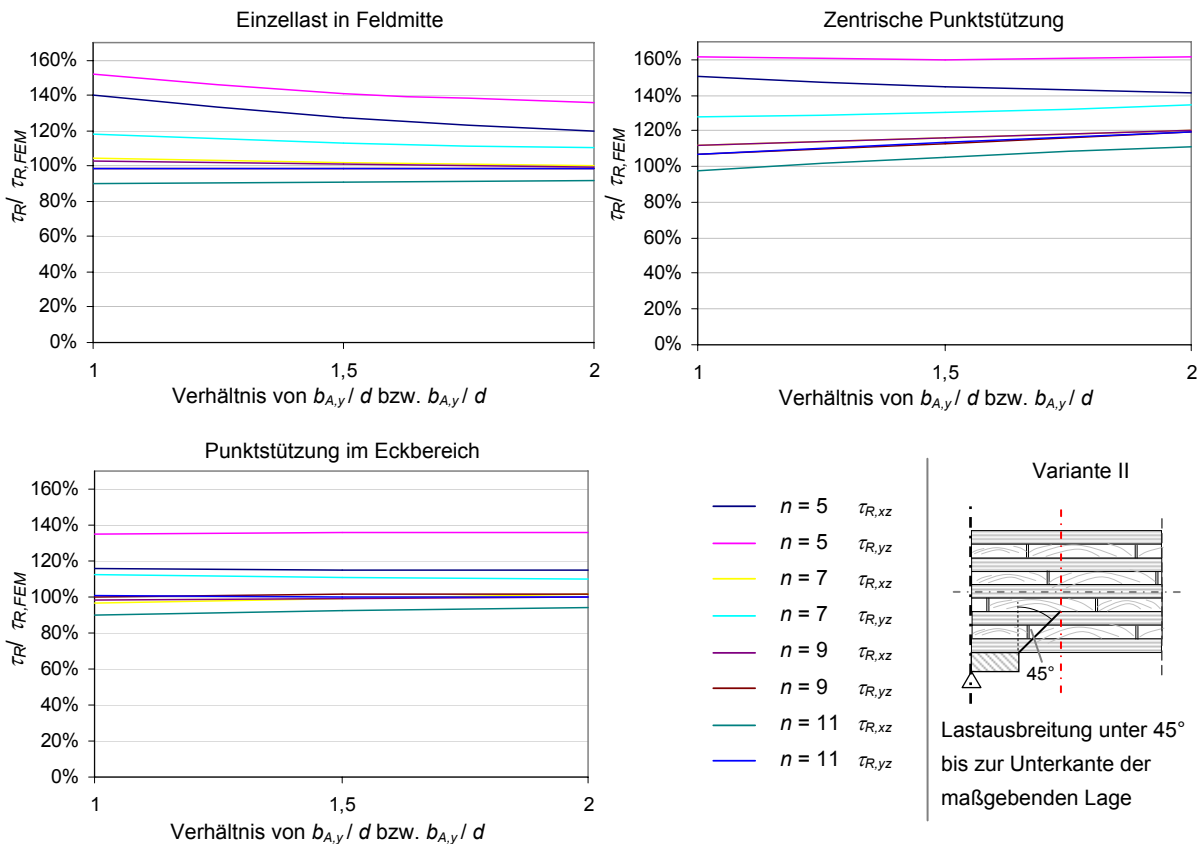 Einzellast in Feldmitte
160%
140%
120%
100%
80%
60%
40%
20%
0%
τR/ τR,FEM
1
1,5
2
Verhältnis von bA,y / d bzw. bA,y / d
Zentrische Punktstützung
160%
140%
120%
100%
80%
60%
40%
20%
0%
τR/ τR,FEM
1
1,5
2
Verhältnis von bA,y / d bzw. bA,y / d
Punktstützung im Eckbereich
160%
140%
120%
100%
80%
60%
40%
20%
0%
τR/ τR,FEM
1
1,5
2
Verhältnis von bA,y / d bzw. bA,y / d
n = 5 τR,xz
n = 5 τR,yz
n = 7 τR,xz
n = 7 τR,yz
n = 9 τR,xz
n = 9 τR,yz
n = 11 τR,xz
n = 11 τR,yz
Variante II
45°
Lastausbreitung unter 45°
bis zur Unterkante der
maßgebenden Lage